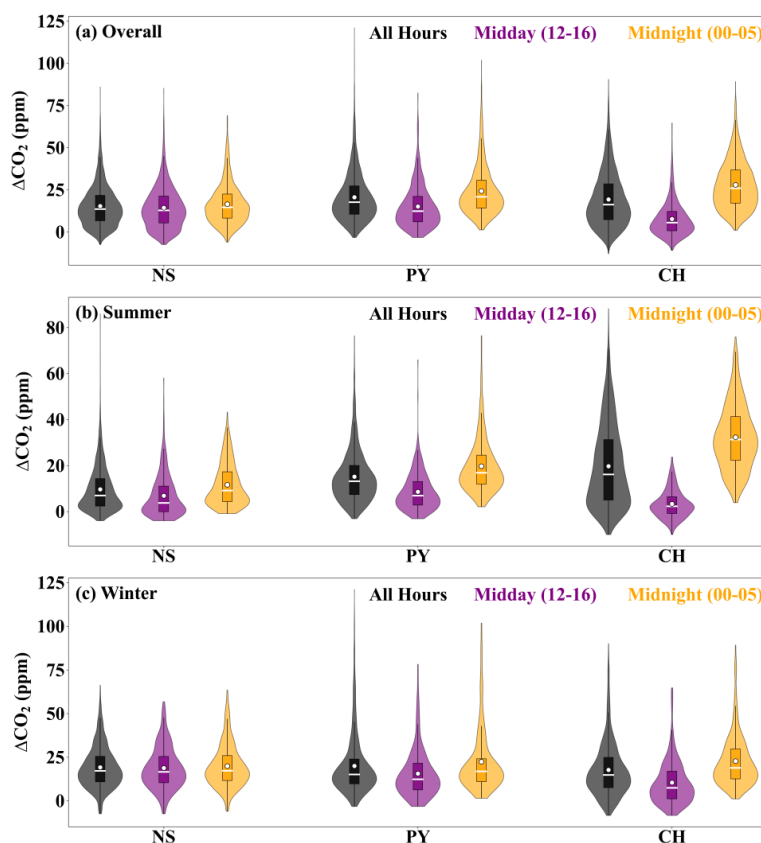 (a) Overall
All Hours Midday (12-16) Midnight (00-05)
ΔCO₂ (ppm)
125
100
75
50
25
0
NS PY CH
(b) Summer
All Hours Midday (12-16) Midnight (00-05)
ΔCO₂ (ppm)
80
60
40
20
0
NS PY CH
(c) Winter
All Hours Midday (12-16) Midnight (00-05)
ΔCO₂ (ppm)
125
100
75
50
25
0
NS PY CH